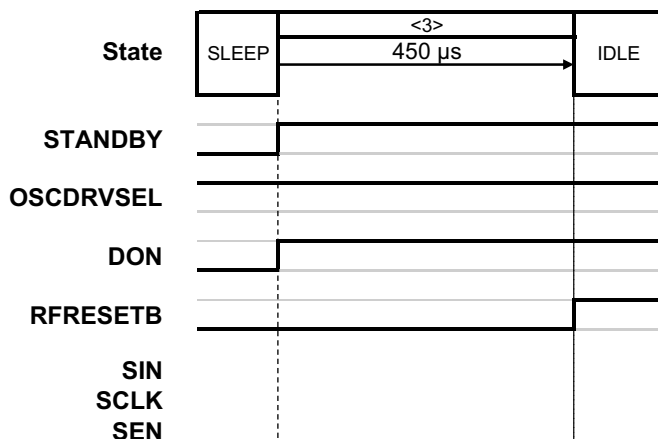 <3>
State SLEEP 450 µs IDLE
STANDBY
OSCDRVSEL
DON
RFRESETB
SIN
SCLK
SEN